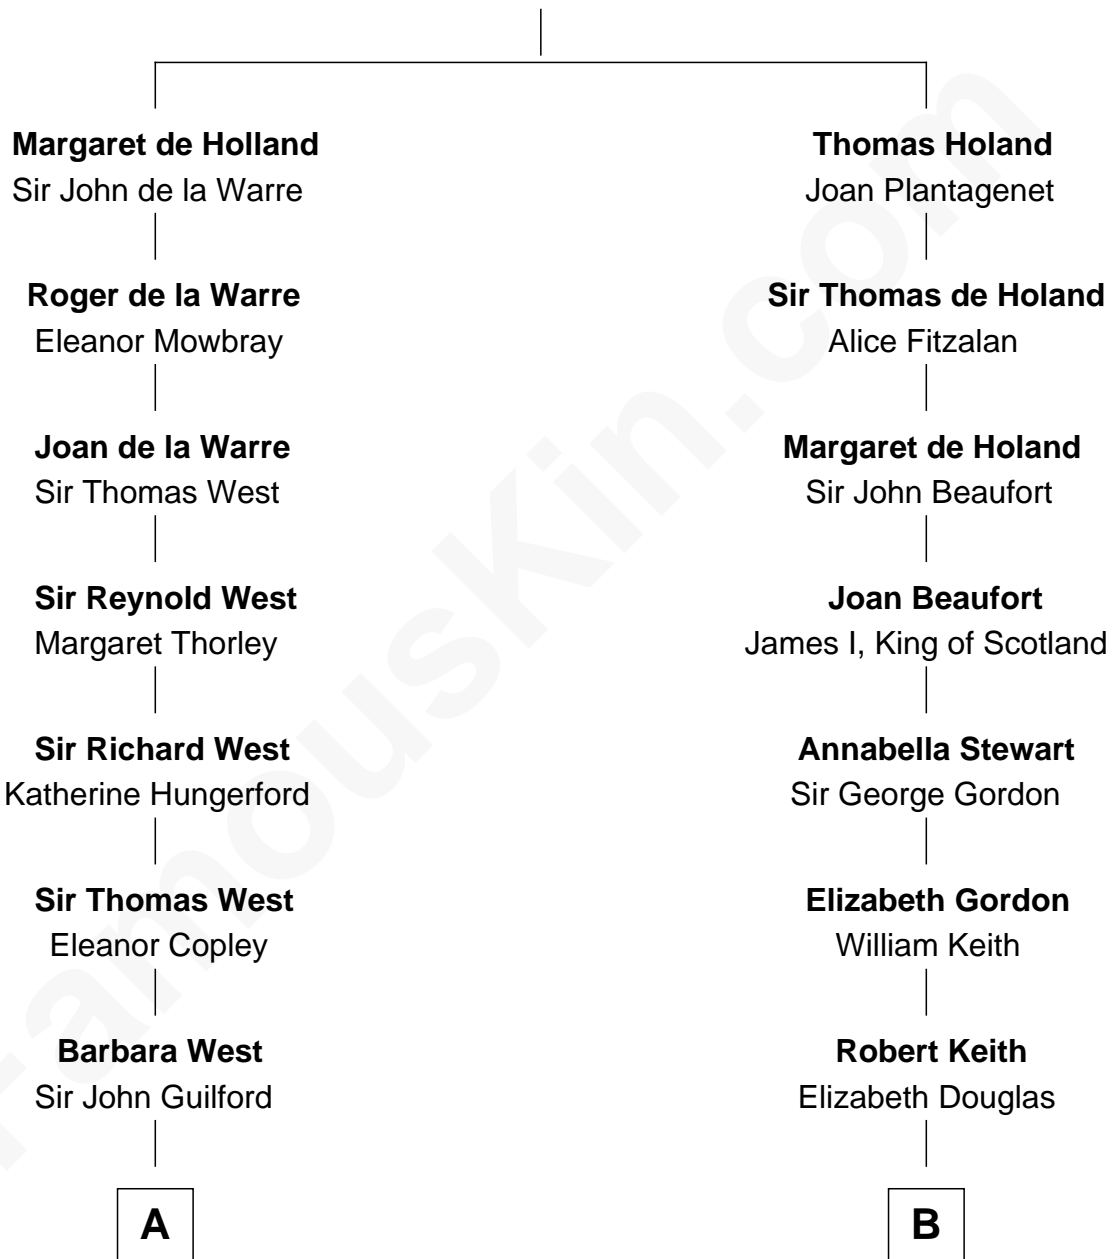 Margaret de Holland
Sir John de la Warre
Roger de la Warre
Eleanor Mowbray
Joan de la Warre
Sir Thomas West
Sir Reynold West
Margaret Thorley
Sir Richard West
Katherine Hungerford
Sir Thomas West
Eleanor Copley
Barbara West
Sir John Guilford
A
Thomas Holand
Joan Plantagenet
Sir Thomas de Holand
Alice Fitzalan
Margaret de Holand
Sir John Beaufort
Joan Beaufort
James I, King of Scotland
Annabella Stewart
Sir George Gordon
Elizabeth Gordon
William Keith
Robert Keith
Elizabeth Douglas
B
FamousKin.com